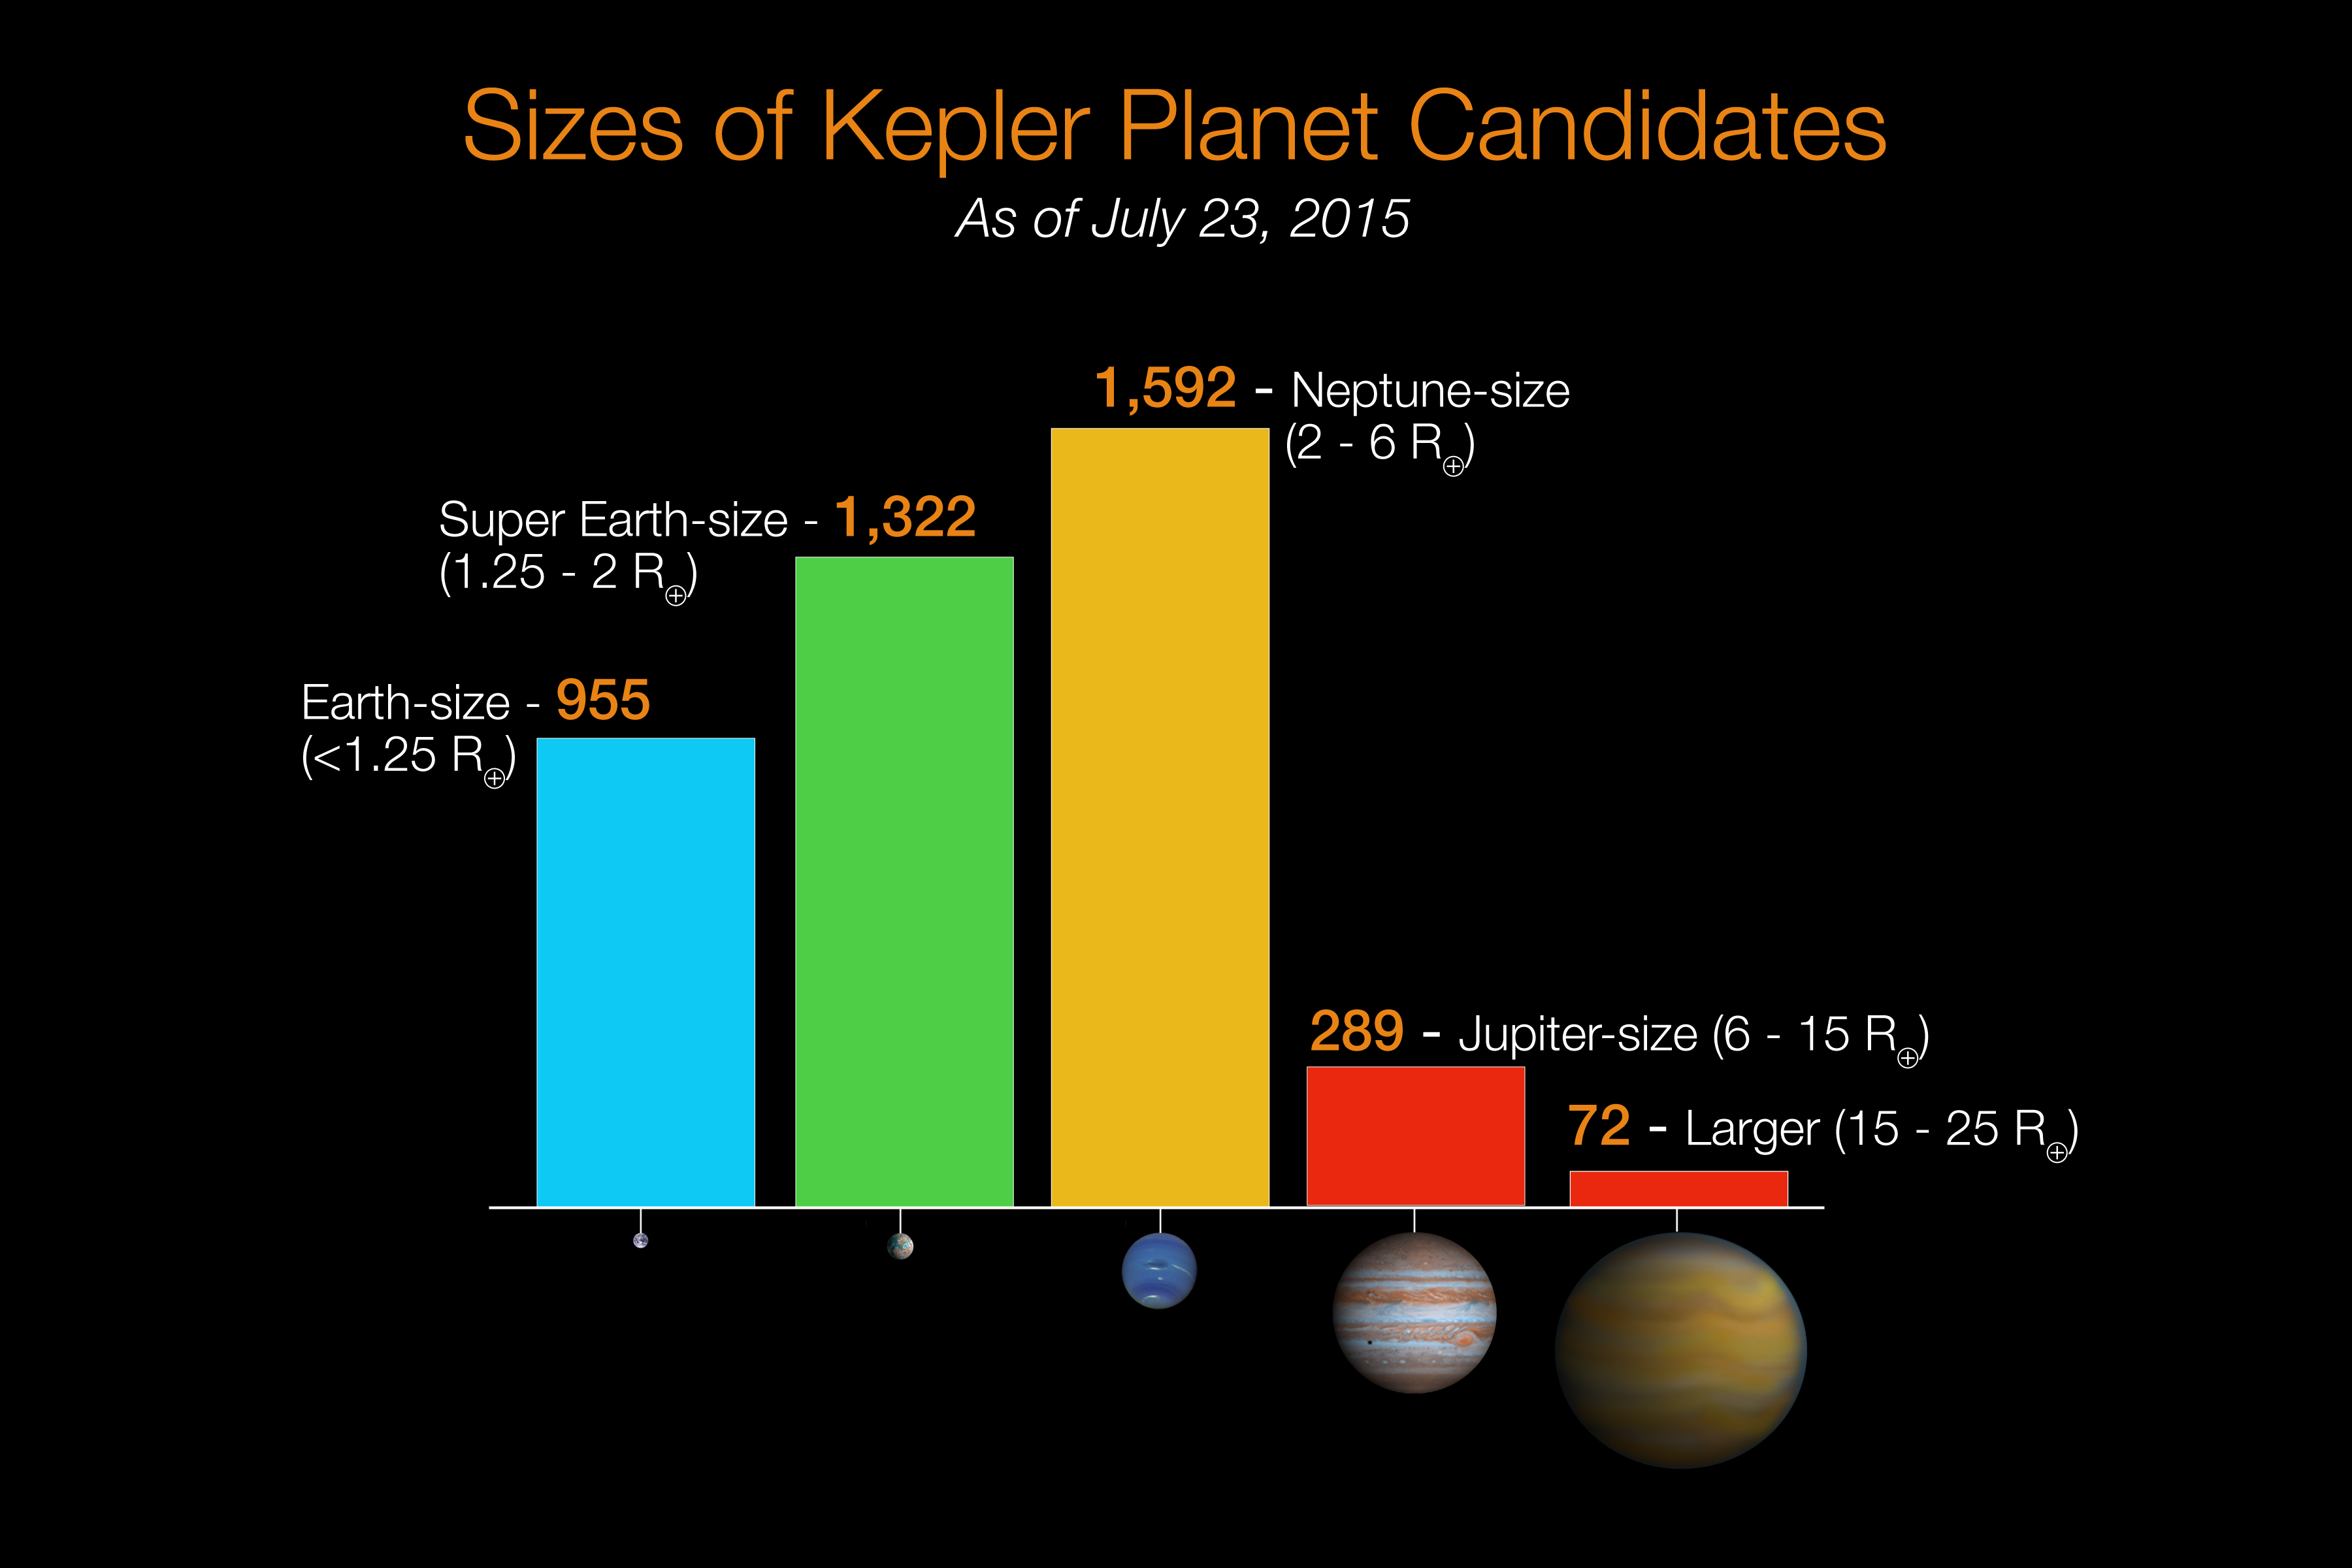 Sizes of Kepler Planet Candidates
As of July 23, 2015
1,592 - Neptune-size
(2 - 6 R⊕)
Super Earth-size - 1,322
(1.25 - 2 R⊕)
Earth-size - 955
(<1.25 R⊕)
289 - Jupiter-size (6 - 15 R⊕)
72 - Larger (15 - 25 R⊕)